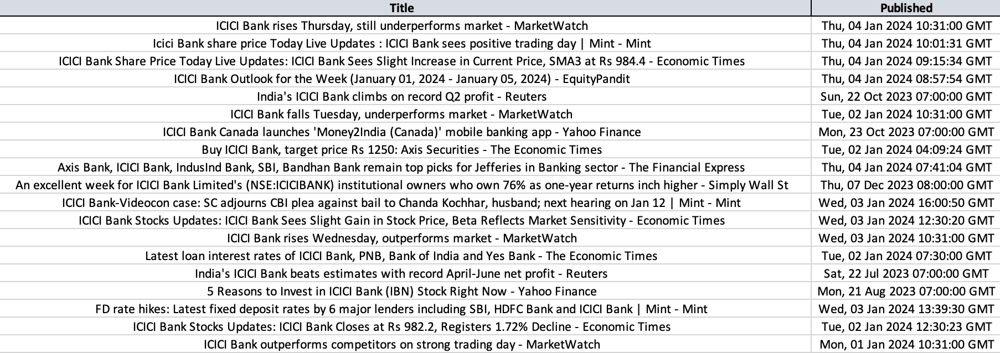 Title Published
ICICI Bank rises Thursday, still underperforms market - MarketWatch Thu, 04 Jan 2024 10:31:00 GMT
Icici Bank share price Today Live Updates : ICICI Bank sees positive trading day | Mint - Mint Thu, 04 Jan 2024 10:01:31 GMT
ICICI Bank Share Price Today Live Updates: ICICI Bank Sees Slight Increase in Current Price, SMA3 at Rs 984.4 - Economic Times Thu, 04 Jan 2024 09:15:34 GMT
ICICI Bank Outlook for the Week (January 01, 2024 - January 05, 2024) - EquityPandit Thu, 04 Jan 2024 08:57:54 GMT
India's ICICI Bank climbs on record Q2 profit - Reuters Sun, 22 Oct 2023 07:00:00 GMT
ICICI Bank falls Tuesday, underperforms market - MarketWatch Tue, 02 Jan 2024 10:31:00 GMT
ICICI Bank Canada launches 'Money2India (Canada)' mobile banking app - Yahoo Finance Mon, 23 Oct 2023 07:00:00 GMT
Buy ICICI Bank, target price Rs 1250: Axis Securities - The Economic Times Tue, 02 Jan 2024 04:09:24 GMT
Axis Bank, ICICI Bank, IndusInd Bank, SBI, Bandhan Bank remain top picks for Jefferies in Banking sector - The Financial Express Thu, 04 Jan 2024 07:41:04 GMT
An excellent week for ICICI Bank Limited's (NSE:ICICIBANK) institutional owners who own 76% as one-year returns inch higher - Simply Wall St Thu, 07 Dec 2023 08:00:00 GMT
ICICI Bank-Videocon case: SC adjourns CBI plea against bail to Chanda Kochhar, husband; next hearing on Jan 12 | Mint - Mint Wed, 03 Jan 2024 16:00:50 GMT
ICICI Bank Stocks Updates: ICICI Bank Sees Slight Gain in Stock Price, Beta Reflects Market Sensitivity - Economic Times Wed, 03 Jan 2024 12:30:20 GMT
ICICI Bank rises Wednesday, outperforms market - MarketWatch Wed, 03 Jan 2024 10:31:00 GMT
Latest loan interest rates of ICICI Bank, PNB, Bank of India and Yes Bank - The Economic Times Tue, 02 Jan 2024 07:30:00 GMT
India's ICICI Bank beats estimates with record April-June net profit - Reuters Sat, 22 Jul 2023 07:00:00 GMT
5 Reasons to Invest in ICICI Bank (IBN) Stock Right Now - Yahoo Finance Mon, 21 Aug 2023 07:00:00 GMT
FD rate hikes: Latest fixed deposit rates by 6 major lenders including SBI, HDFC Bank and ICICI Bank | Mint - Mint Wed, 03 Jan 2024 13:39:30 GMT
ICICI Bank Stocks Updates: ICICI Bank Closes at Rs 982.2, Registers 1.72% Decline - Economic Times Tue, 02 Jan 2024 12:30:23 GMT
ICICI Bank outperforms competitors on strong trading day - MarketWatch Mon, 01 Jan 2024 10:31:00 GMT